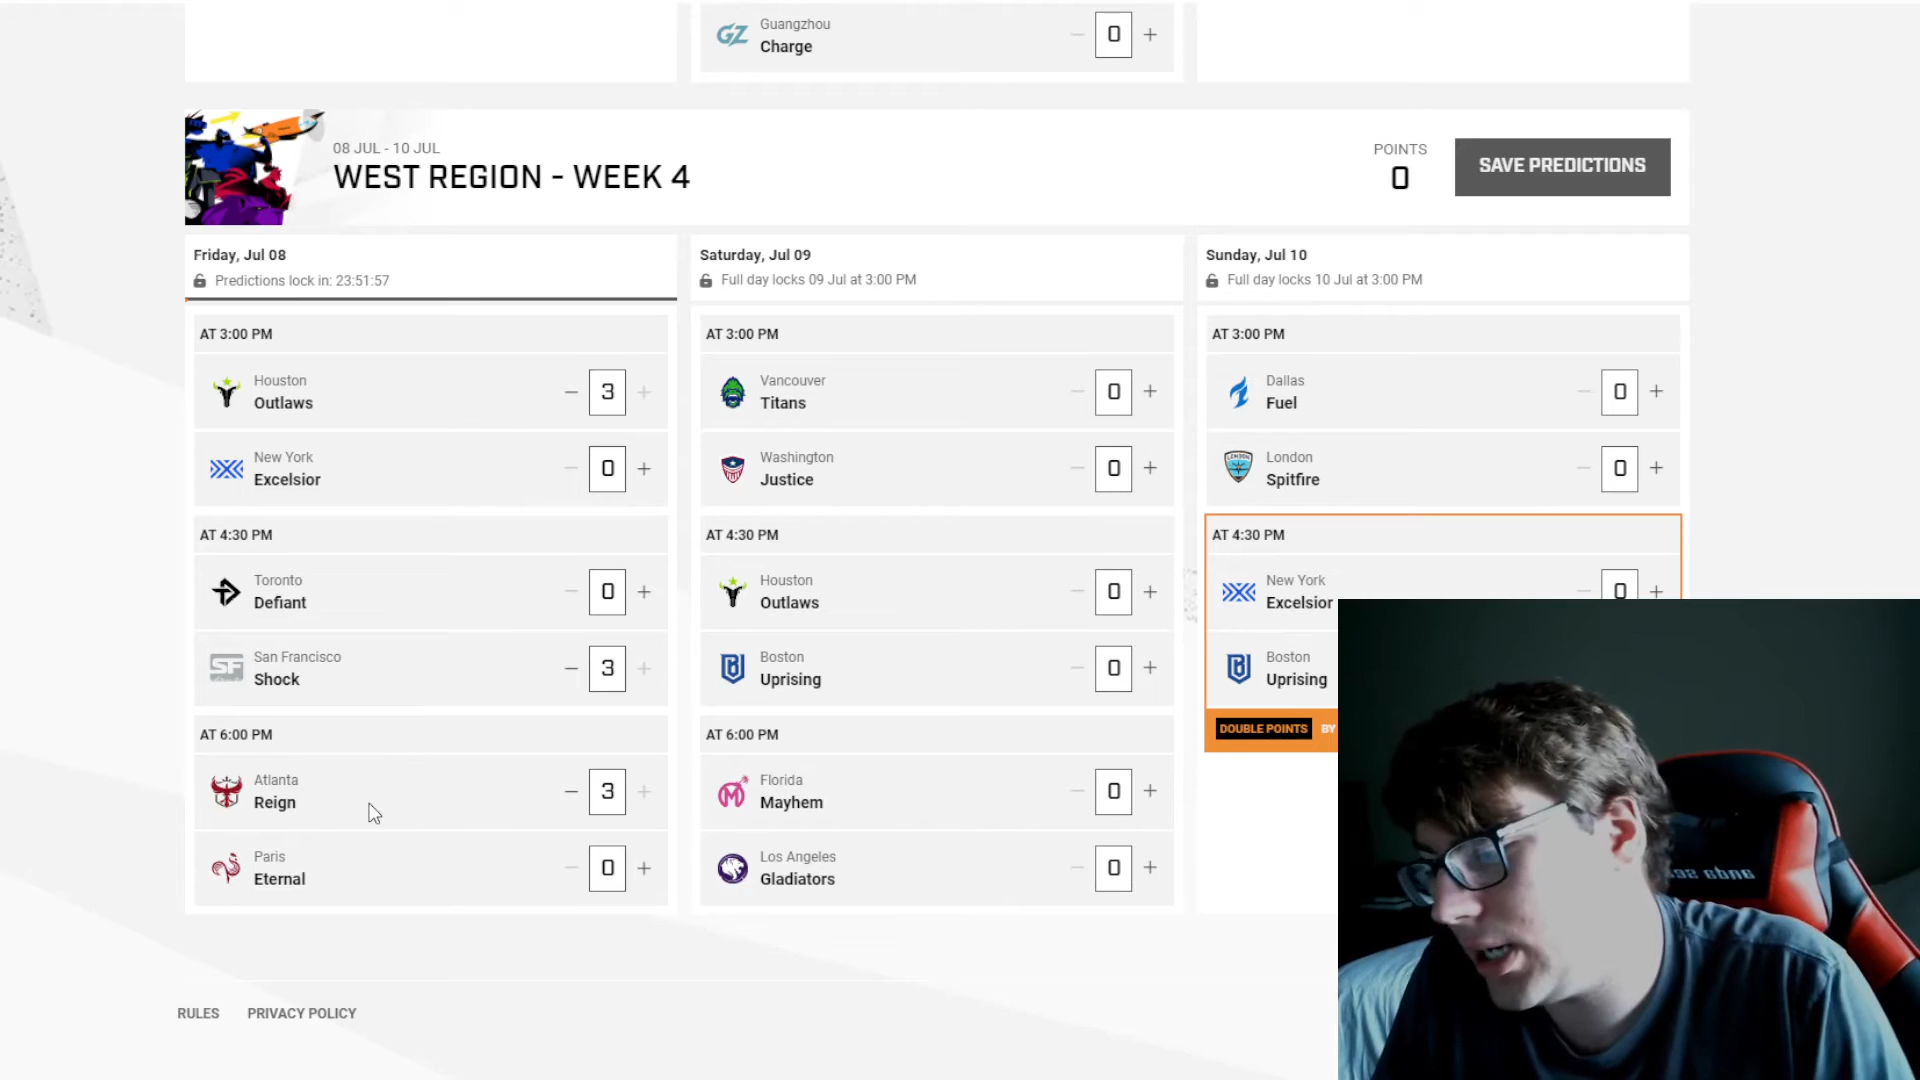 GZ
Guangzhou
Charge
0
08 JUL - 10 JUL
WEST REGION - WEEK 4
POINTS
0
SAVE PREDICTIONS
Friday, Jul 08
Predictions lock in: 23:51:57
AT 3:00 PM
Houston
Outlaws
3
New York
Excelsior
0
AT 4:30 PM
Toronto
Defiant
0
SF
San Francisco
Shock
3
AT 6:00 PM
Atlanta
Reign
3
Paris
Eternal
0
Saturday, Jul 09
Full day locks 09 Jul at 3:00 PM
AT 3:00 PM
Vancouver
Titans
0
Washington
Justice
0
AT 4:30 PM
Houston
Outlaws
0
Boston
Uprising
0
AT 6:00 PM
Florida
Mayhem
0
Los Angeles
Gladiators
0
Sunday, Jul 10
Full day locks 10 Jul at 3:00 PM
AT 3:00 PM
Dallas
Fuel
0
LONDON
London
Spitfire
0
AT 4:30 PM
New York
Excelsior
0
Boston
Uprising
DOUBLE POINTS BY
RULES PRIVACY POLICY